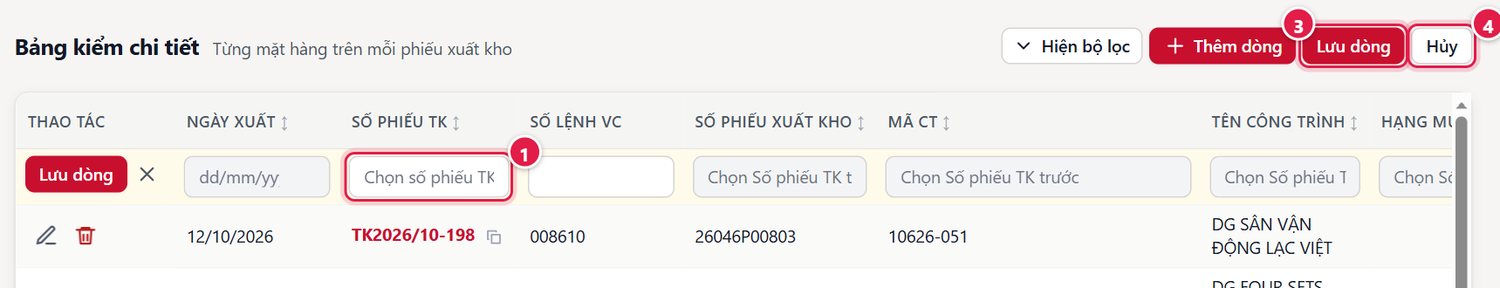 Bảng kiểm chi tiết Từng mặt hàng trên mỗi phiếu xuất kho Hiện bộ lọc + Thêm dòng 3 Lưu dòng 4 Hủy
THAO TÁC NGÀY XUẤT SỐ PHIẾU TK SỐ LỆNH VC SỐ PHIẾU XUẤT KHO MÃ CT TÊN CÔNG TRÌNH HẠNG MỤ
Lưu dòng dd/mm/yy Chọn số phiếu TK 1 Chọn Số phiếu TK t Chọn Số phiếu TK trước Chọn Số phiếu T Chọn Số
12/10/2026 TK2026/10-198 008610 26046P00803 10626-051 DG SÂN VẬN
ĐỘNG LẠC VIỆT
DG FOUR SETS